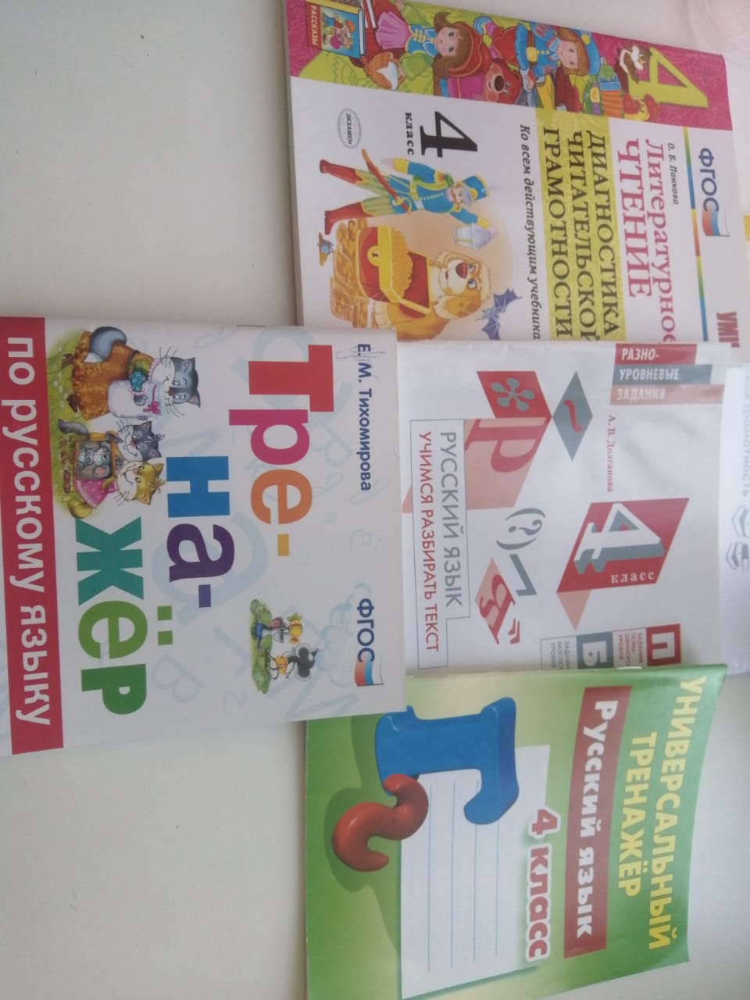 РАССКАЗЫ
4
ФГОС
УМК
О. Б. Панкова
Литературное
ЧТЕНИЕ
ДИАГНОСТИКА
ЧИТАТЕЛЬСКОЙ
ГРАМОТНОСТИ
Ко всем действующим учебникам
4
класс
ЭКЗАМЕН
РАЗНО-
УРОВНЕВЫЕ
ЗАДАНИЯ
А. В. Долганова
4
класс
РУССКИЙ ЯЗЫК
УЧИМСЯ РАЗБИРАТЬ ТЕКСТ
П
Б
ГРАМОТНОСТЬ
Е. М. Тихомирова
ФГОС
Тре-
на-
жёр
по русскому языку
УНИВЕРСАЛЬНЫЙ
ТРЕНАЖЁР
Русский язык
4 класс